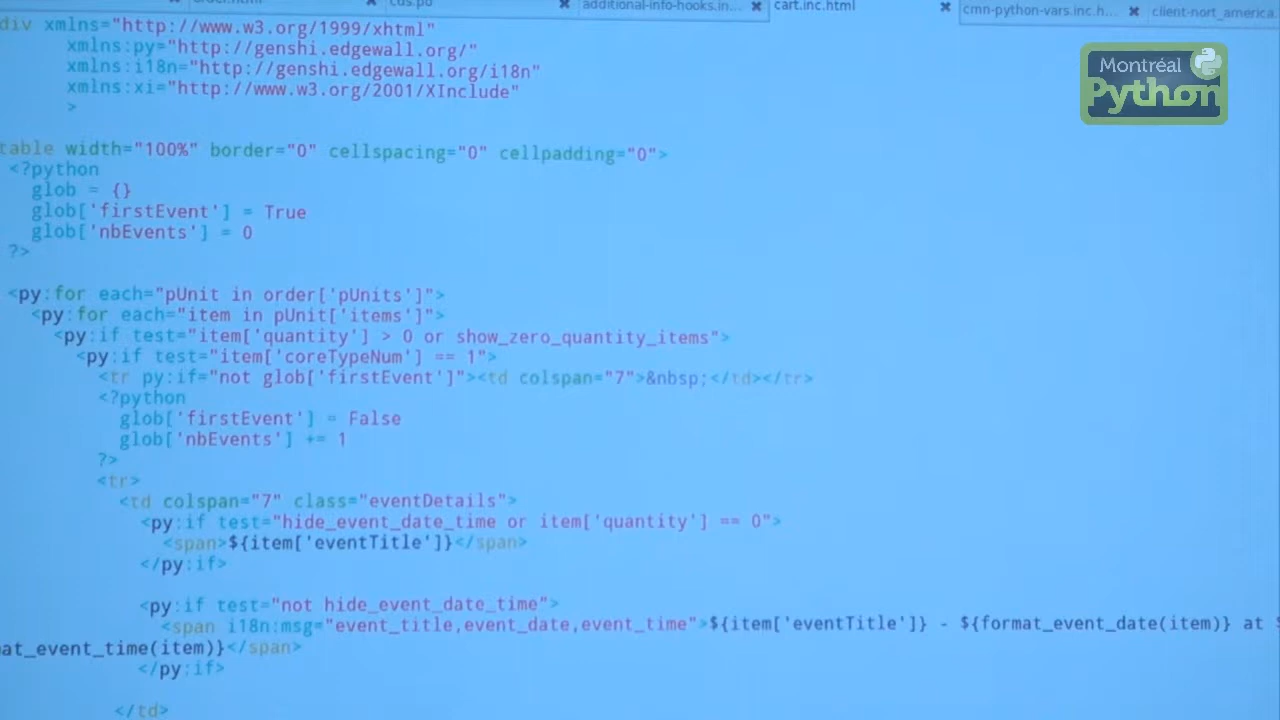 cus.po
additional-info-hooks.in...
cart.inc.html
cmn-python-vars.inc.h...
client-nort_america.
Montréal
Python
div xmlns="http://www.w3.org/1999/xhtml"
xmlns:py="http://genshi.edgewall.org/"
xmlns:i18n="http://genshi.edgewall.org/i18n"
xmlns:xi="http://www.w3.org/2001/XInclude"
>
table width="100%" border="0" cellspacing="0" cellpadding="0">
<?python
glob = {}
glob['firstEvent'] = True
glob['nbEvents'] = 0
?>
<py:for each="pUnit in order['pUnits']">
<py:for each="item in pUnit['items']">
<py:if test="item['quantity'] > 0 or show_zero_quantity_items">
<py:if test="item['coreTypeNum'] == 1">
<tr py:if="not glob['firstEvent']"><td colspan="7">&nbsp;</td></tr>
<?python
glob['firstEvent'] = False
glob['nbEvents'] += 1
?>
<tr>
<td colspan="7" class="eventDetails">
<py:if test="hide_event_date_time or item['quantity'] == 0">
<span>${item['eventTitle']}</span>
</py:if>
<py:if test="not hide_event_date_time">
<span i18n:msg="event_title,event_date,event_time">${item['eventTitle']} - ${format_event_date(item)} at $
at_event_time(item)}</span>
</py:if>
</td>